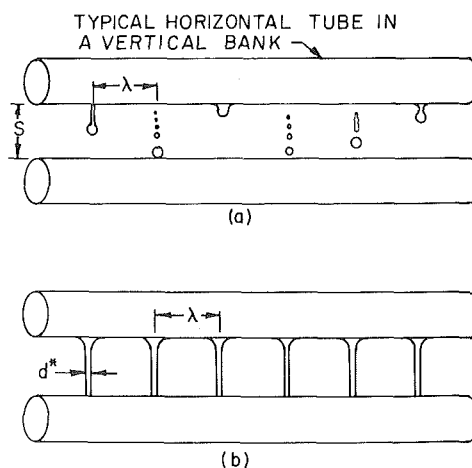 TYPICAL HORIZONTAL TUBE IN
A VERTICAL BANK
λ
S
(a)
λ
d*
(b)